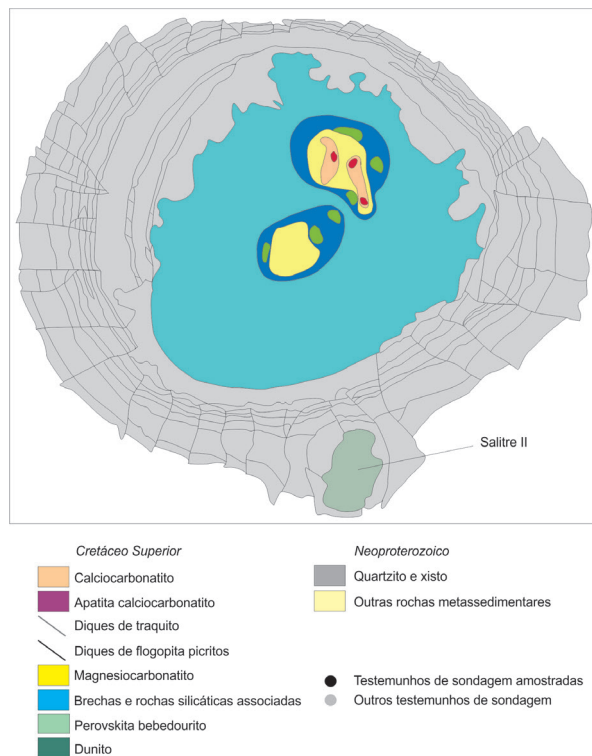 Salitre II
Cretáceo Superior
Calciocarbonatito
Apatita calciocarbonatito
Diques de traquito
Diques de flogopita picritos
Magnesiocarbonatito
Brechas e rochas silicáticas associadas
Perovskita bebedourito
Dunito
Neoproterozoico
Quartzito e xisto
Outras rochas metassedimentares
Testemunhos de sondagem amostradas
Outros testemunhos de sondagem